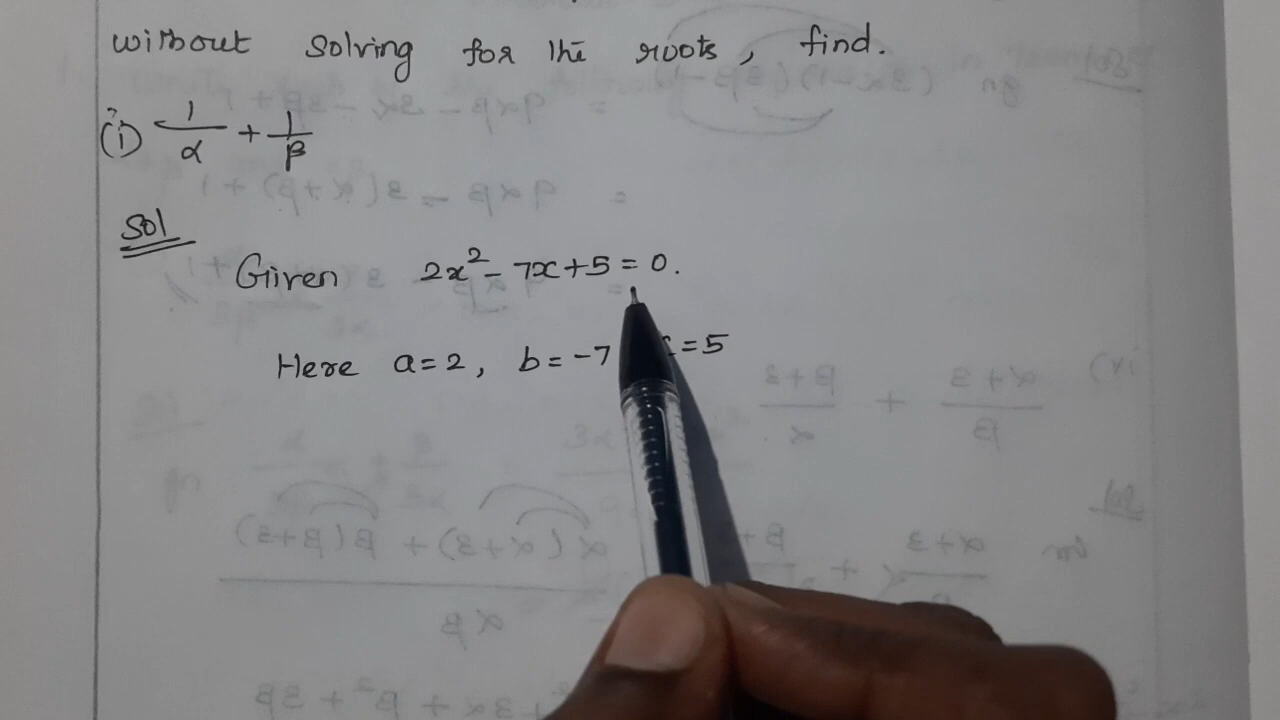 without solving for the roots, find.
(i) 1/α + 1/β
Sol
Given 2x² - 7x + 5 = 0.
Here a = 2, b = -7 = 5